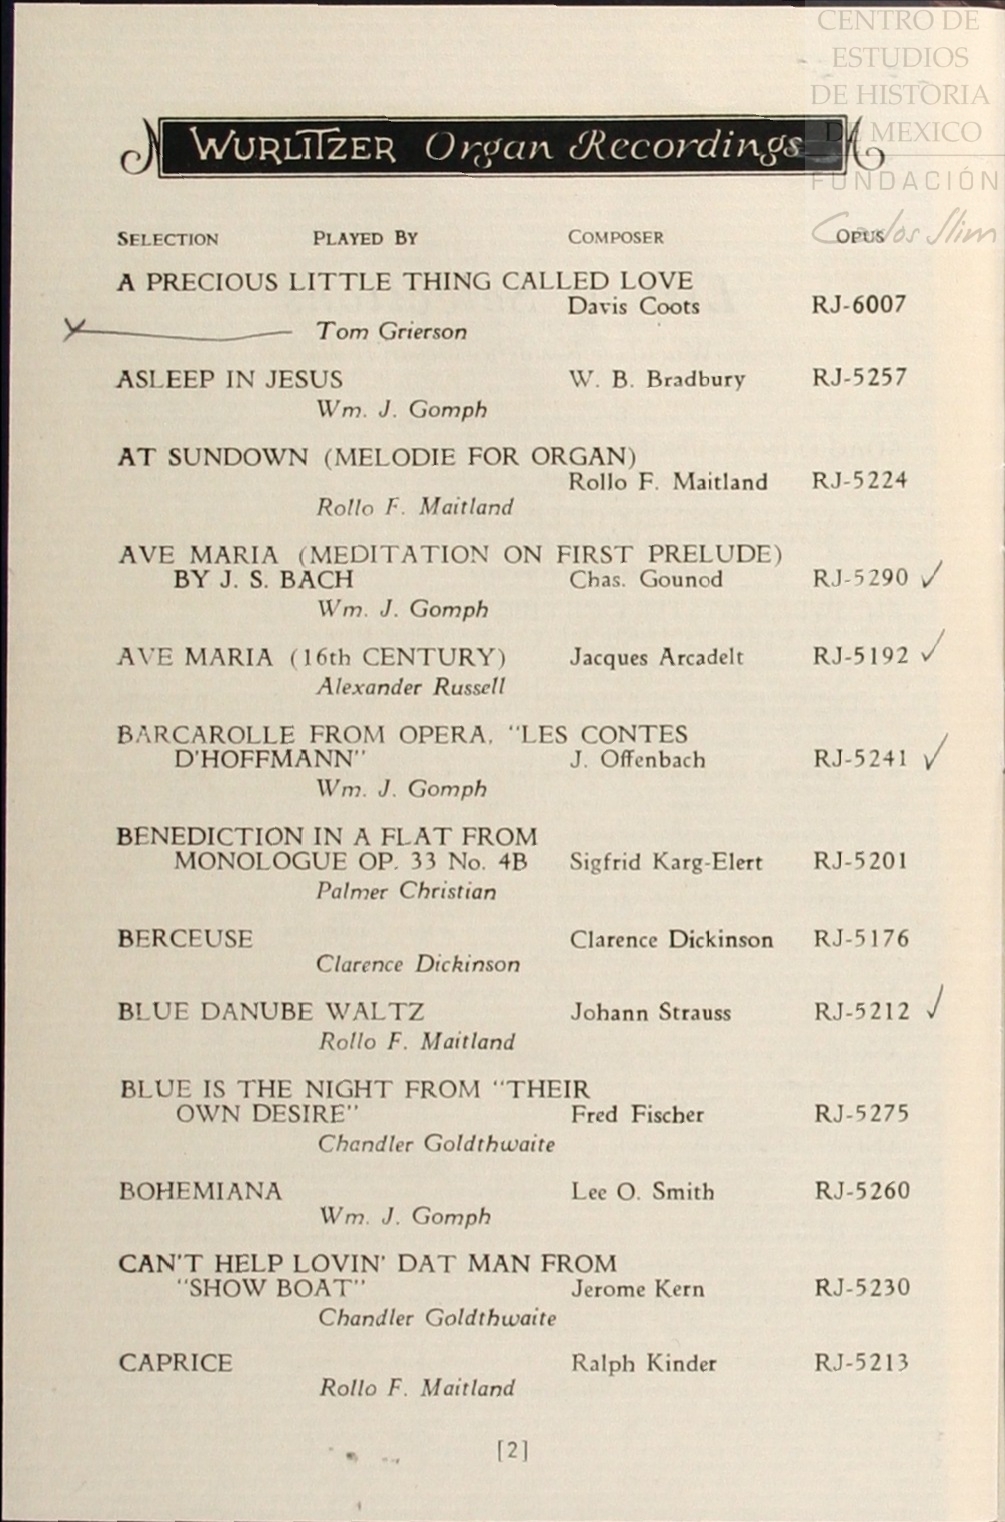 CENTRO DE
ESTUDIOS
DE HISTORIA
DE MEXICO
FUNDACIÓN
Carlos Slim
WURLITZER Organ Recordings
SELECTION PLAYED BY COMPOSER OPUS
A PRECIOUS LITTLE THING CALLED LOVE
Davis Coots RJ-6007
Tom Grierson
ASLEEP IN JESUS W. B. Bradbury RJ-5257
Wm. J. Gomph
AT SUNDOWN (MELODIE FOR ORGAN)
Rollo F. Maitland RJ-5224
Rollo F. Maitland
AVE MARIA (MEDITATION ON FIRST PRELUDE)
BY J. S. BACH Chas. Gounod RJ-5290 ✓
Wm. J. Gomph
AVE MARIA (16th CENTURY) Jacques Arcadelt RJ-5192 ✓
Alexander Russell
BARCAROLLE FROM OPERA, "LES CONTES
D'HOFFMANN" J. Offenbach RJ-5241 ✓
Wm. J. Gomph
BENEDICTION IN A FLAT FROM
MONOLOGUE OP. 33 No. 4B Sigfrid Karg-Elert RJ-5201
Palmer Christian
BERCEUSE Clarence Dickinson RJ-5176
Clarence Dickinson
BLUE DANUBE WALTZ Johann Strauss RJ-5212 ✓
Rollo F. Maitland
BLUE IS THE NIGHT FROM "THEIR
OWN DESIRE" Fred Fischer RJ-5275
Chandler Goldthwaite
BOHEMIANA Lee O. Smith RJ-5260
Wm. J. Gomph
CAN'T HELP LOVIN' DAT MAN FROM
"SHOW BOAT" Jerome Kern RJ-5230
Chandler Goldthwaite
CAPRICE Ralph Kinder RJ-5213
Rollo F. Maitland
[2]